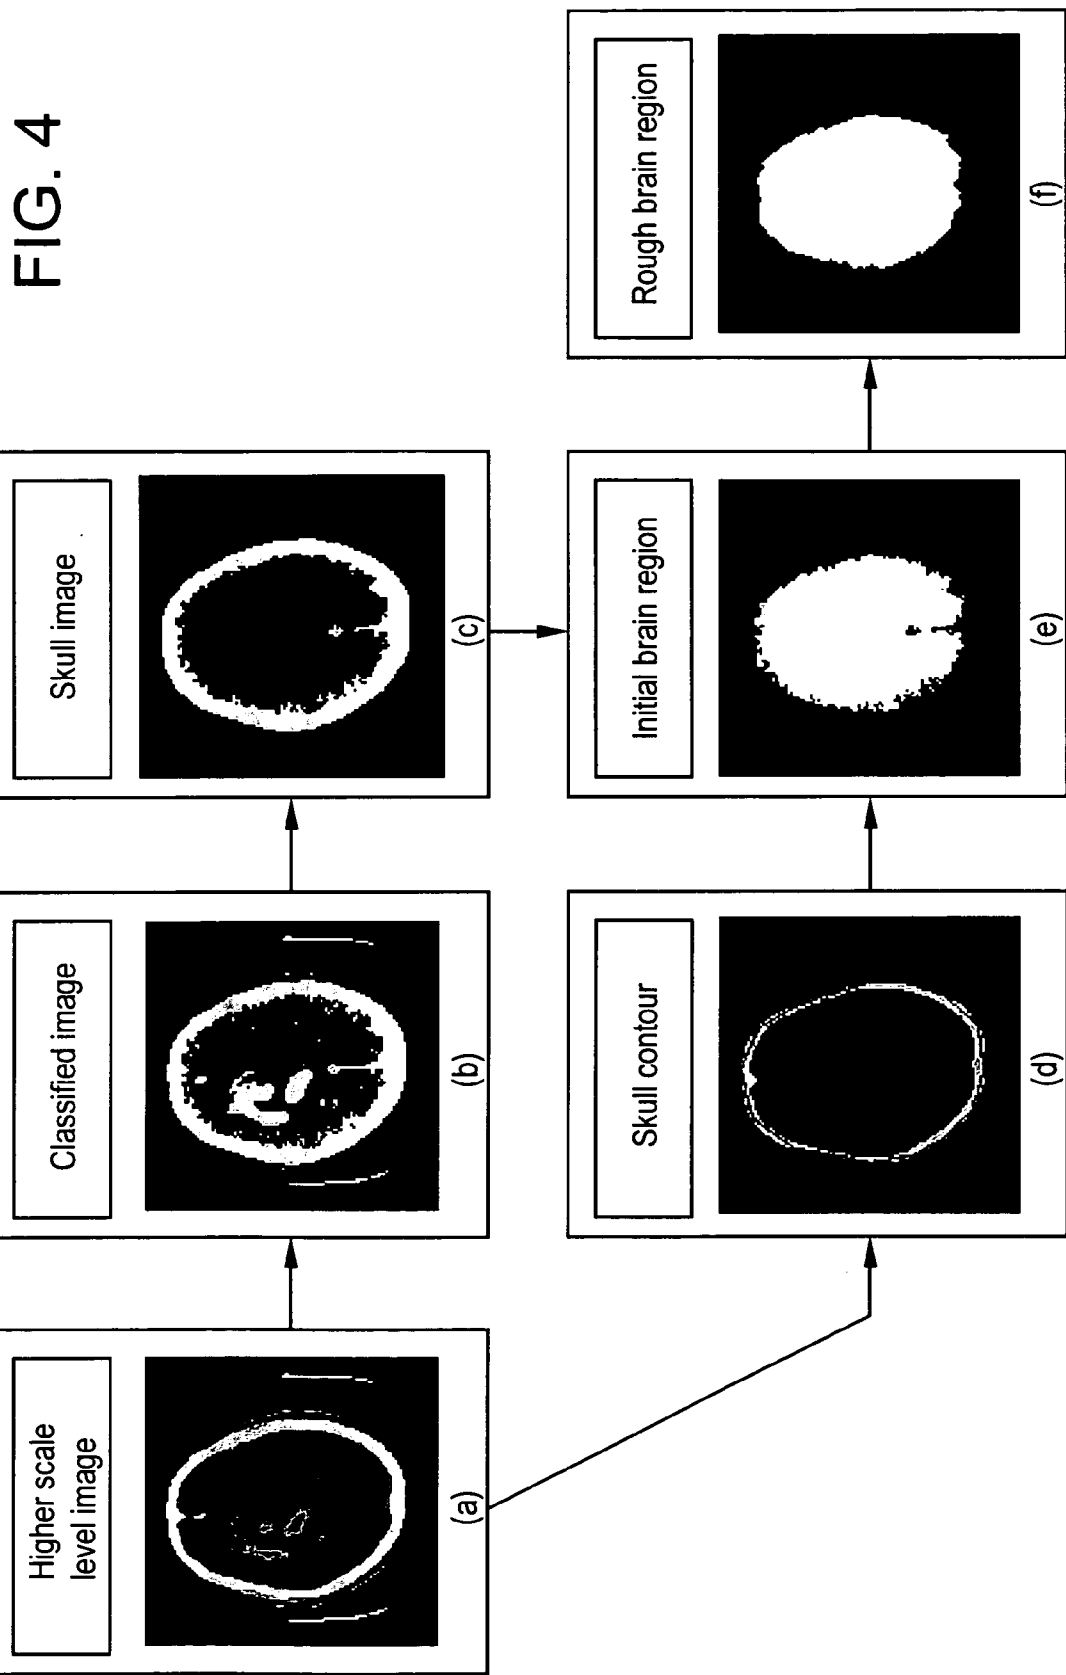 FIG. 4
Higher scale
level image
(a)
Classified image
(b)
Skull image
(c)
Skull contour
(d)
Initial brain region
(e)
Rough brain region
(f)